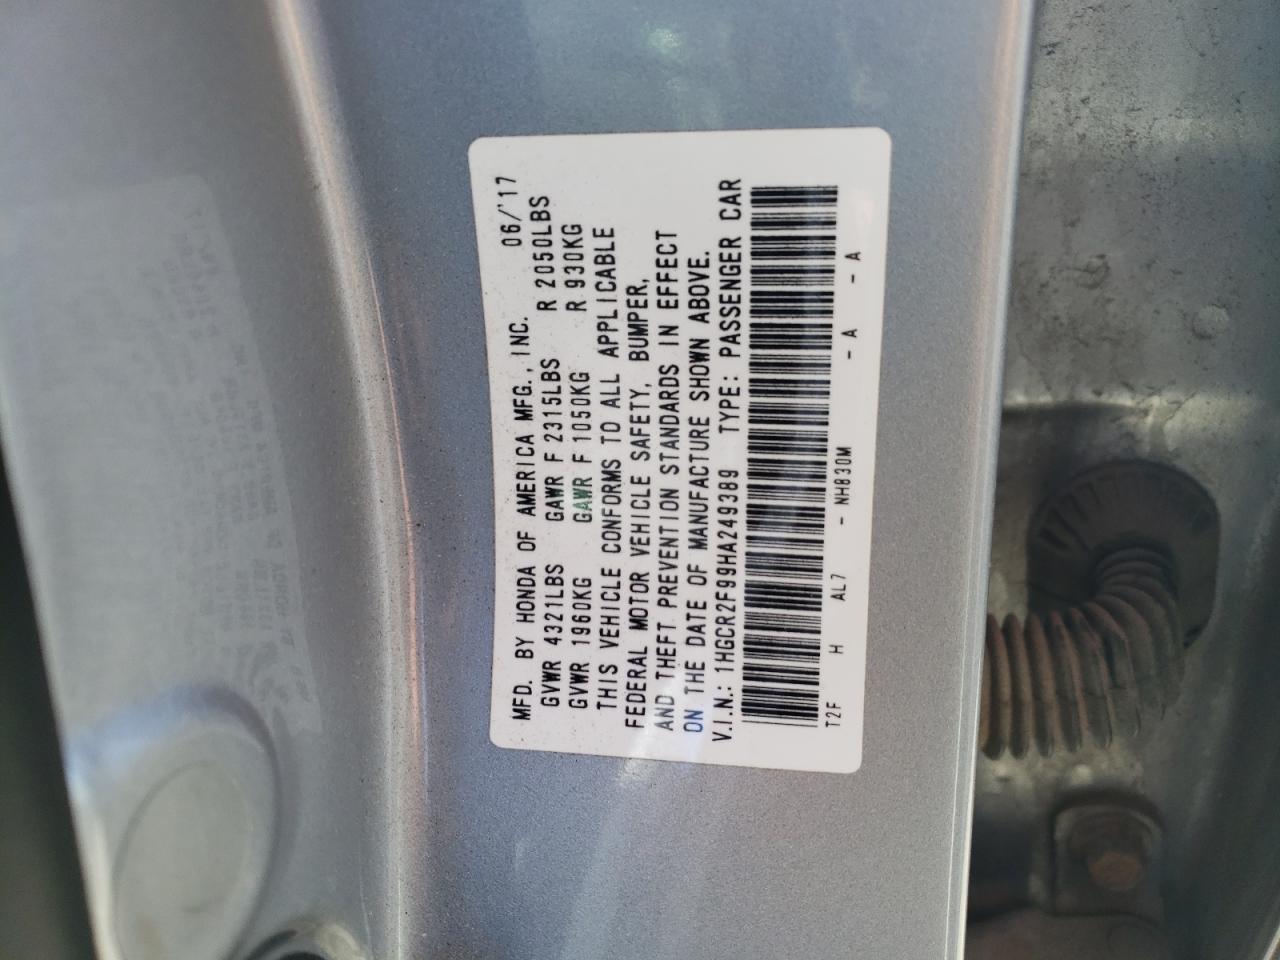 MFD. BY HONDA OF AMERICA MFG., INC. 06/'17
GVWR 4321LBS GAWR F 2315LBS R 2050LBS
GVWR 1960KG GAWR F 1050KG R 930KG
THIS VEHICLE CONFORMS TO ALL APPLICABLE
FEDERAL MOTOR VEHICLE SAFETY, BUMPER,
AND THEFT PREVENTION STANDARDS IN EFFECT
ON THE DATE OF MANUFACTURE SHOWN ABOVE.
V.I.N.: 1HGCR2F99HA249389 TYPE: PASSENGER CAR
T2F H AL7 - NH830M - A - A